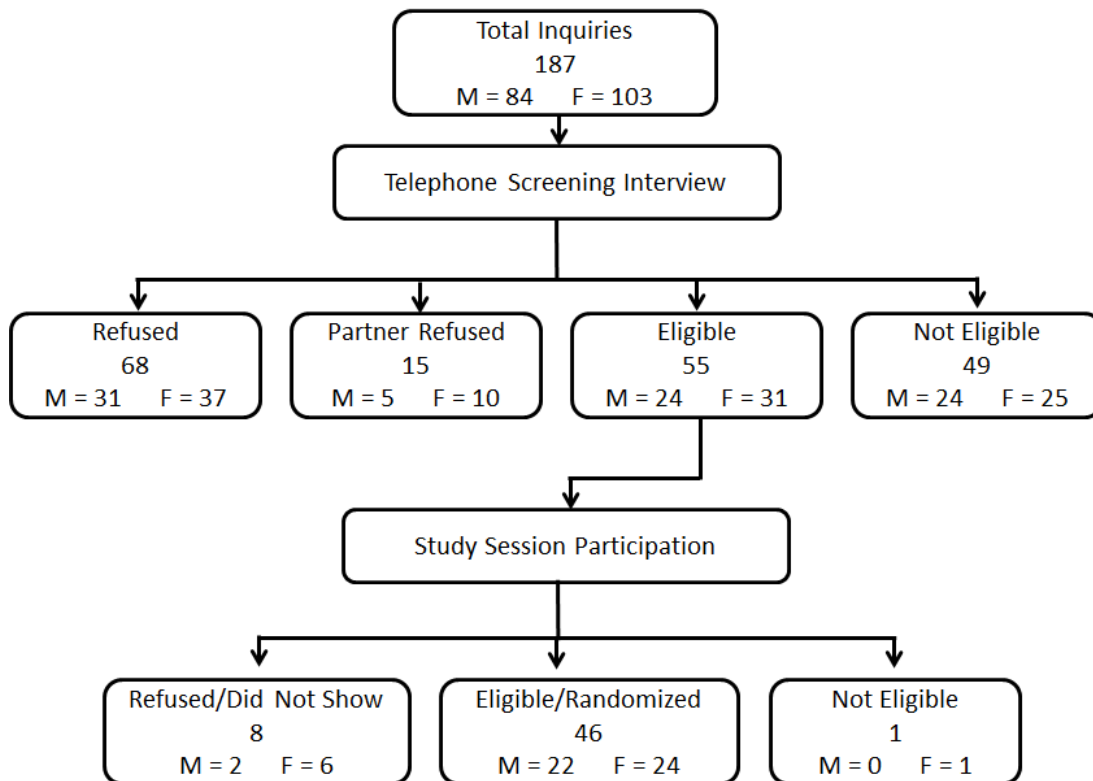 Total Inquiries
187
M = 84 F = 103
Telephone Screening Interview
Refused
68
M = 31 F = 37
Partner Refused
15
M = 5 F = 10
Eligible
55
M = 24 F = 31
Not Eligible
49
M = 24 F = 25
Study Session Participation
Refused/Did Not Show
8
M = 2 F = 6
Eligible/Randomized
46
M = 22 F = 24
Not Eligible
1
M = 0 F = 1